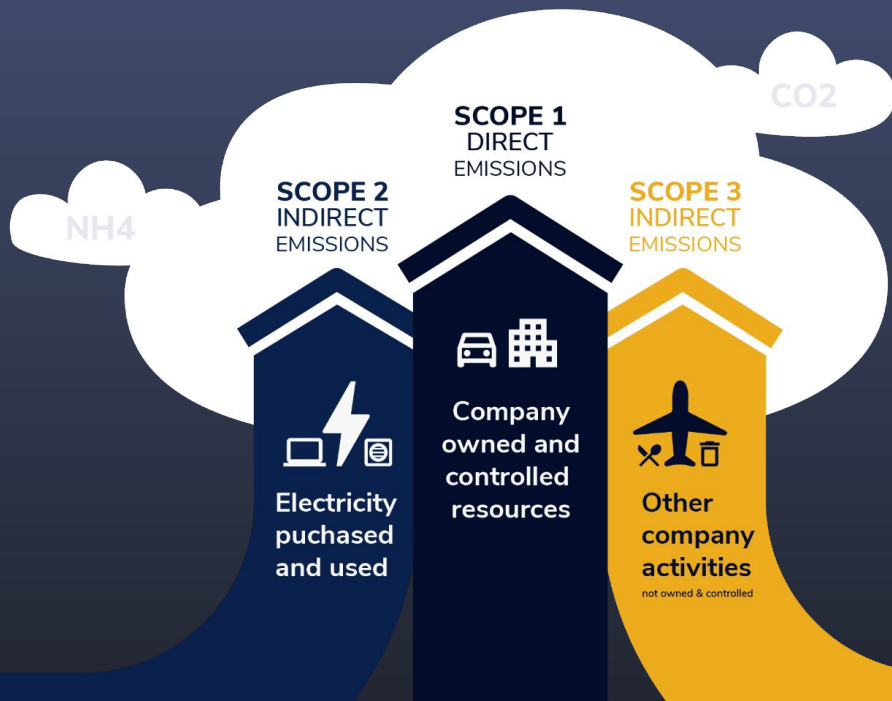 CO2
NH4
SCOPE 1
DIRECT
EMISSIONS
SCOPE 2
INDIRECT
EMISSIONS
SCOPE 3
INDIRECT
EMISSIONS
Electricity
puchased
and used
Company
owned and
controlled
resources
Other
company
activities
not owned & controlled